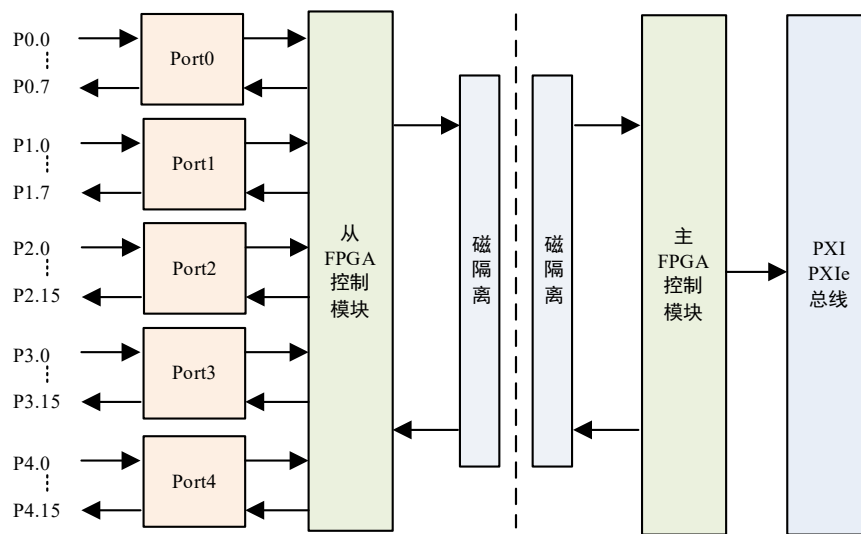 P0.0
P0.7
Port0
P1.0
P1.7
Port1
P2.0
P2.15
Port2
P3.0
P3.15
Port3
P4.0
P4.15
Port4
从
FPGA
控制
模块
磁
隔
离
磁
隔
离
主
FPGA
控制
模块
PXI
PXIe
总线